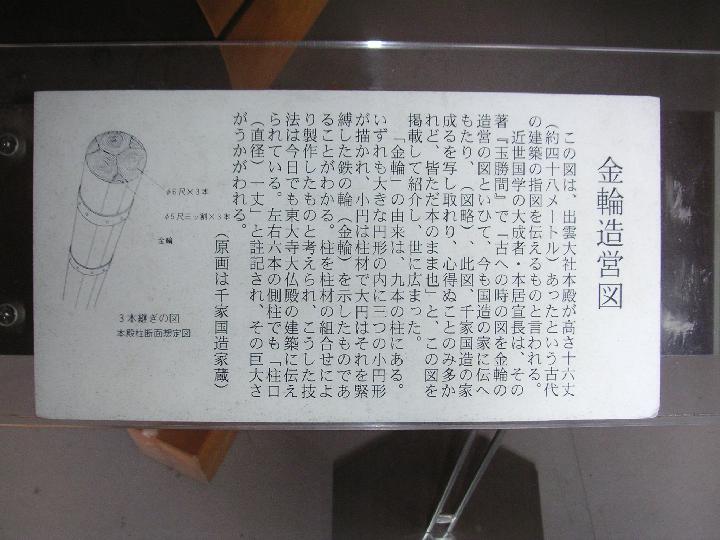 金輪造営図
この図は、出雲大社本殿が高さ十六丈
(約四十八メートル)あったという古代
の建築の指図を伝えるものと言われる。
近世国学の大成者・本居宣長は、その
著『玉勝間』で「古への時の図を金輪の
造営の図といひて、今も国造の家に伝へ
もたり、(図略)、此図、千家国造の家
成るを写し取れり、心得ぬことのみ多か
れど、皆ただ本のまま也」と、この図を
掲載して紹介し、世に広まった。
「金輪」の由来は、九本の柱にある。
いずれも大きな円形の内に三つの小円形
が描かれ、小円は柱材で大円はそれを緊
縛した鉄の輪(金輪)を示したものであ
ることがわかる。柱を柱材の組合せによ
り製作したものと考えられ、こうした技
法は今日でも東大寺大仏殿の建築に伝え
られている。左右六本の側柱でも「柱口
(直径)一丈」と註記され、その巨大さ
がうかがわれる。
(原画は千家国造家蔵)
φ6尺×3本
φ5尺三ッ割×3本
金輪
3本継ぎの図
本殿柱断面想定図